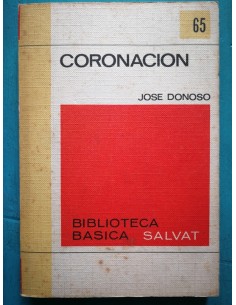 65
CORONACION
JOSE DONOSO
BIBLIOTECA
BASICA SALVAT